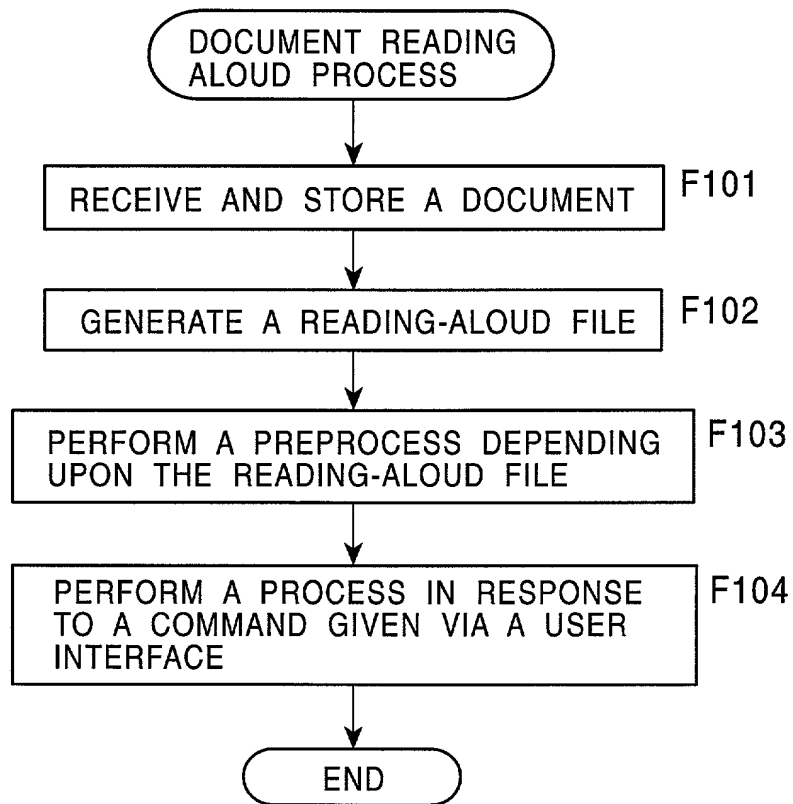 DOCUMENT READING
ALOUD PROCESS
RECEIVE AND STORE A DOCUMENT
F101
GENERATE A READING-ALOUD FILE
F102
PERFORM A PREPROCESS DEPENDING
UPON THE READING-ALOUD FILE
F103
PERFORM A PROCESS IN RESPONSE
TO A COMMAND GIVEN VIA A USER
INTERFACE
F104
END